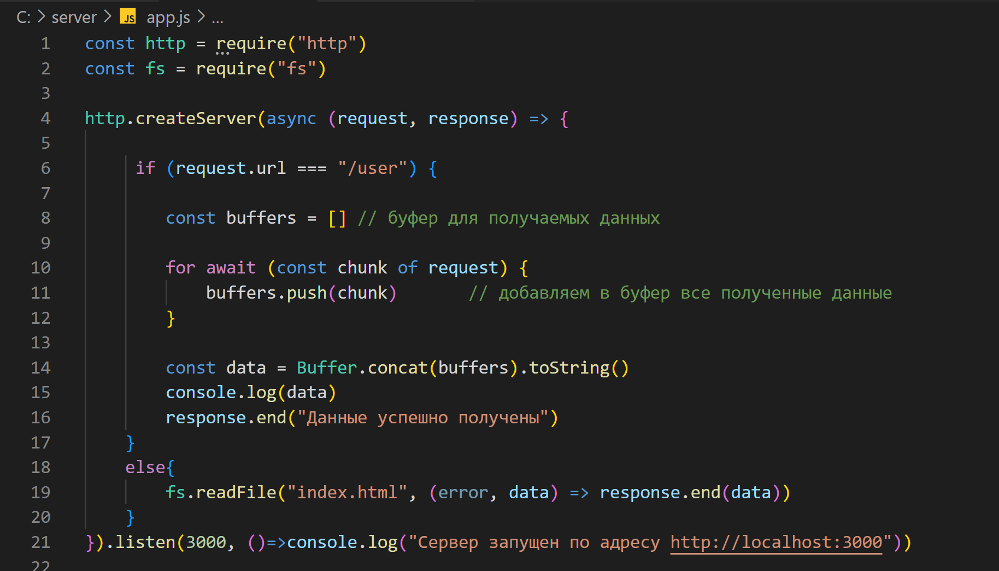 C: > server > JS app.js > ...
1 const http = require("http")
2 const fs = require("fs")
3
4 http.createServer(async (request, response) => {
5
6 if (request.url === "/user") {
7
8 const buffers = [] // буфер для получаемых данных
9
10 for await (const chunk of request) {
11 buffers.push(chunk) // добавляем в буфер все полученные данные
12 }
13
14 const data = Buffer.concat(buffers).toString()
15 console.log(data)
16 response.end("Данные успешно получены")
17 }
18 else{
19 fs.readFile("index.html", (error, data) => response.end(data))
20 }
21 }).listen(3000, ()=>console.log("Сервер запущен по адресу http://localhost:3000"))
22